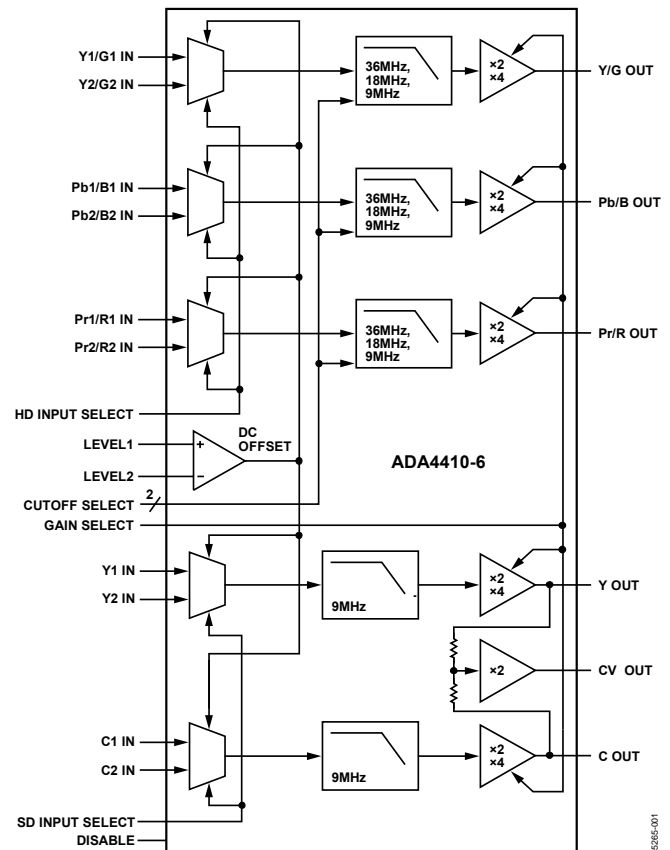 Y1/G1 IN
Y2/G2 IN
36MHz,
18MHz,
9MHz
×2
×4
Y/G OUT
Pb1/B1 IN
Pb2/B2 IN
36MHz,
18MHz,
9MHz
×2
×4
Pb/B OUT
Pr1/R1 IN
Pr2/R2 IN
36MHz,
18MHz,
9MHz
×2
×4
Pr/R OUT
HD INPUT SELECT
LEVEL1
+
DC
OFFSET
LEVEL2
–
ADA4410-6
2
CUTOFF SELECT
GAIN SELECT
Y1 IN
Y2 IN
9MHz
×2
×4
Y OUT
×2
CV OUT
C1 IN
C2 IN
9MHz
×2
×4
C OUT
SD INPUT SELECT
DISABLE
5265-001